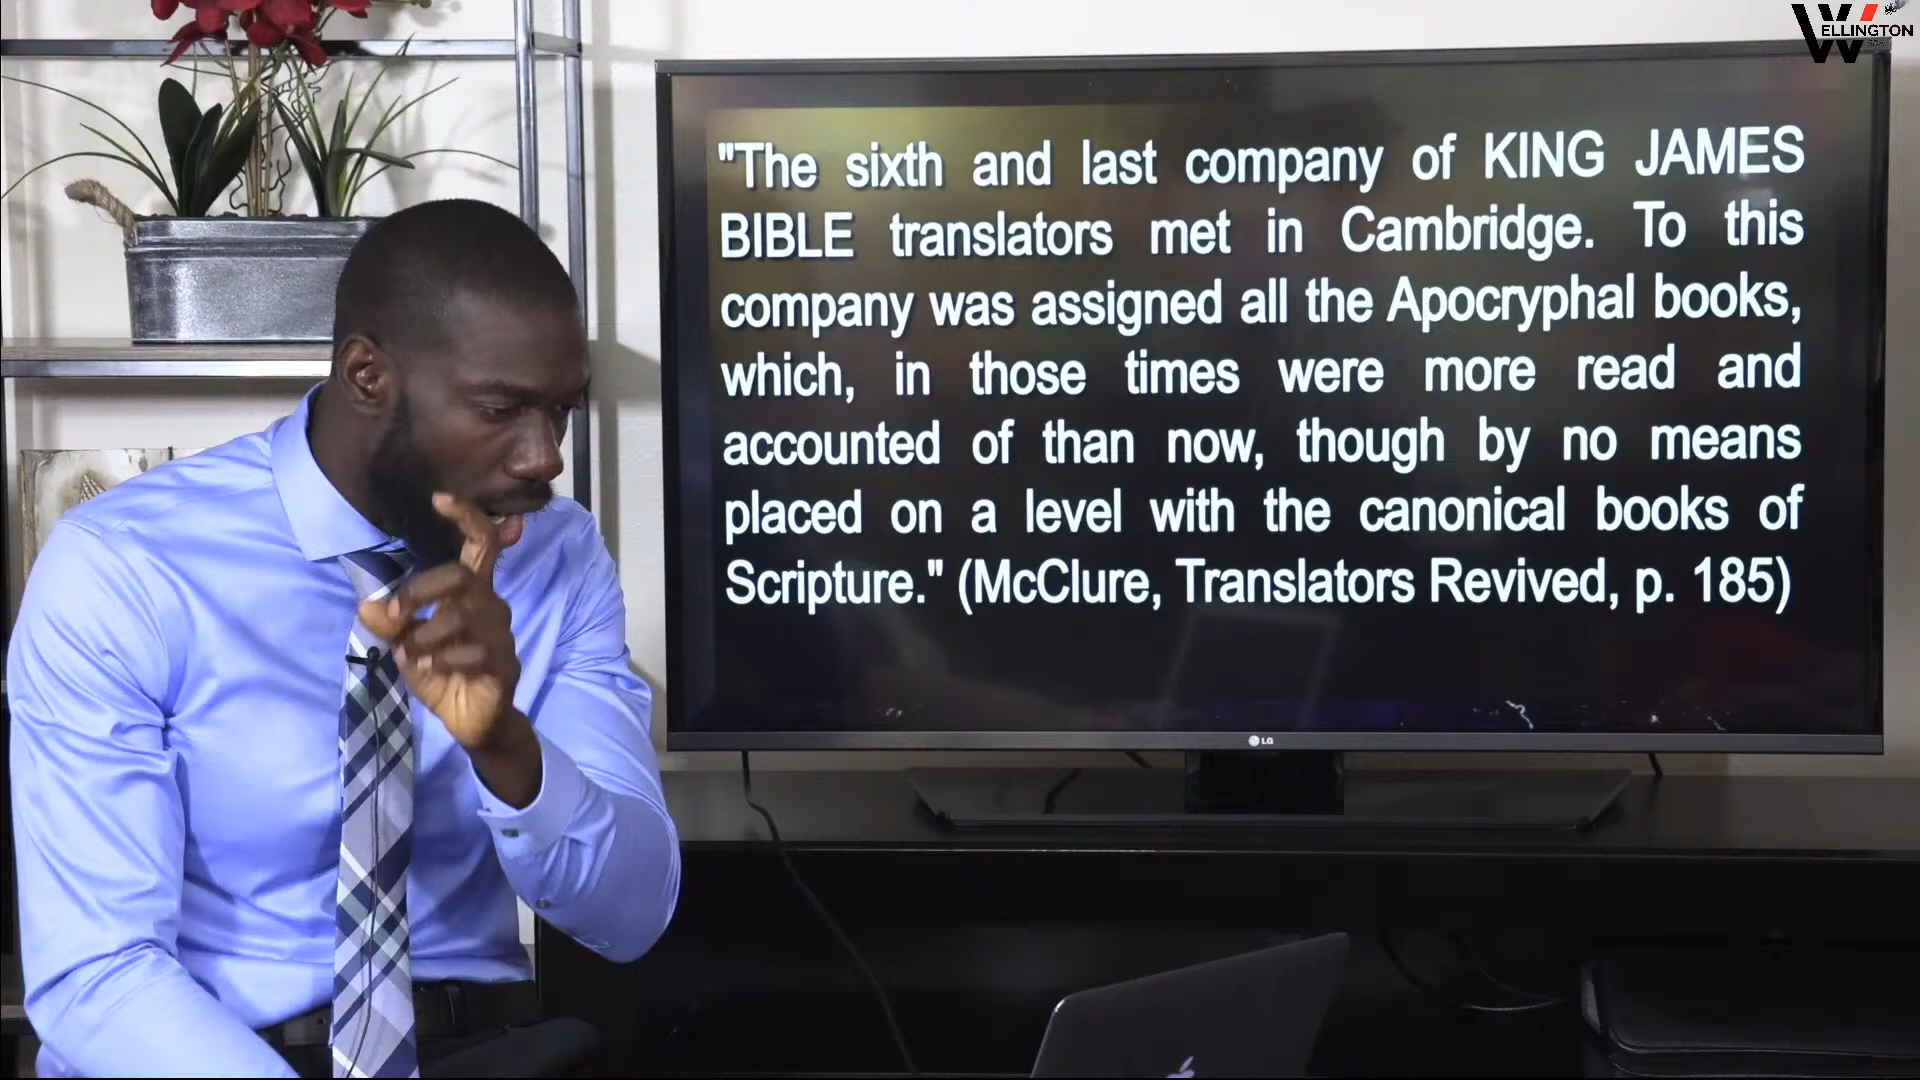 WELLINGTON
SDA
"The sixth and last company of KING JAMES
BIBLE translators met in Cambridge. To this
company was assigned all the Apocryphal books,
which, in those times were more read and
accounted of than now, though by no means
placed on a level with the canonical books of
Scripture." (McClure, Translators Revived, p. 185)
LG